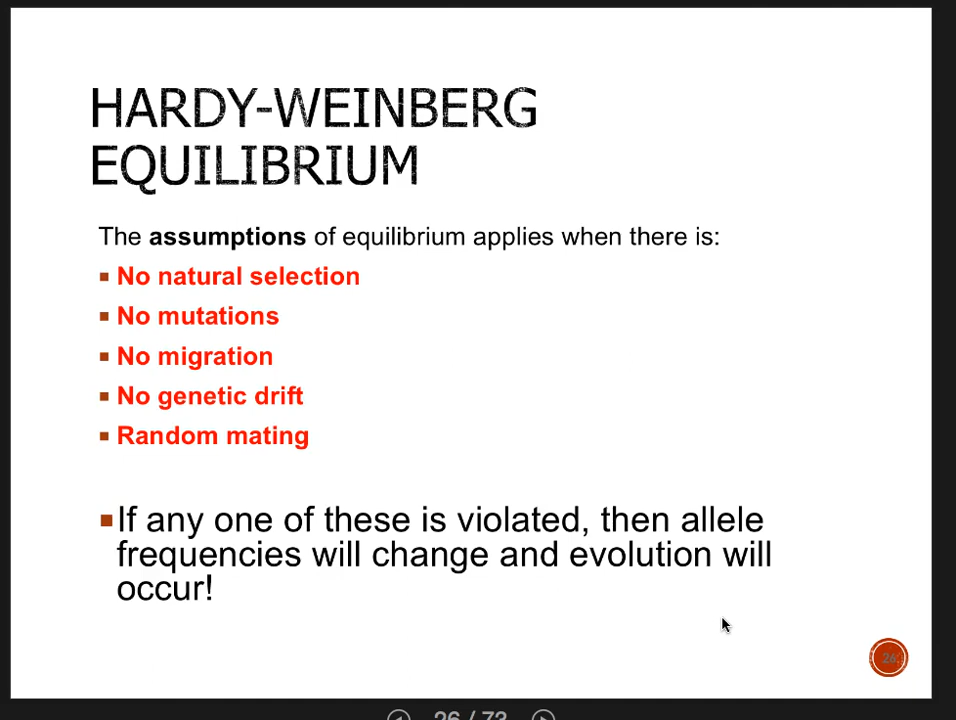 HARDY-WEINBERG
EQUILIBRIUM
The assumptions of equilibrium applies when there is:
No natural selection
No mutations
No migration
No genetic drift
Random mating
If any one of these is violated, then allele
frequencies will change and evolution will
occur!
26
26 / 73